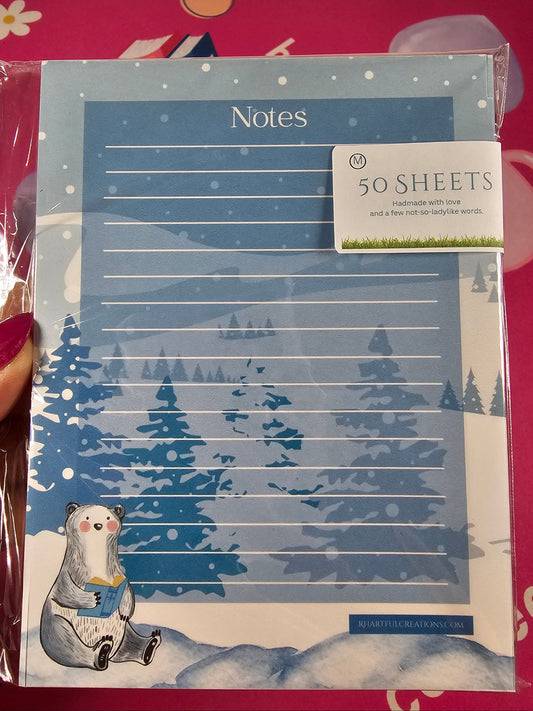 Notes
M
50 Sheets
Hadmade with love
and a few not-so-ladylike words.
RHARTFULCREATIONS.COM